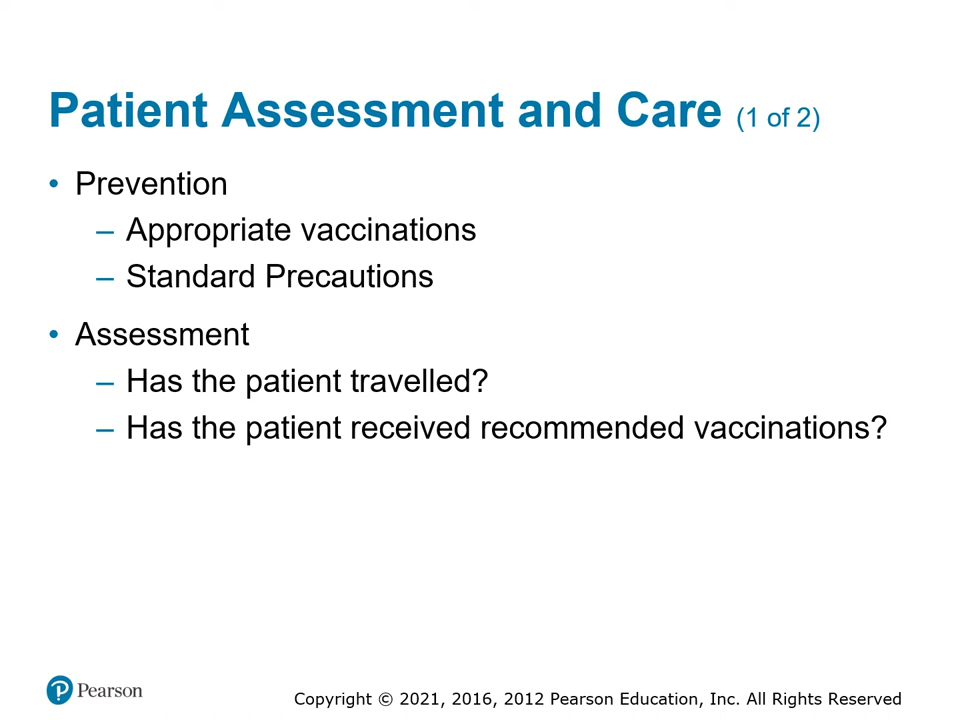 Patient Assessment and Care (1 of 2)
• Prevention
– Appropriate vaccinations
– Standard Precautions
• Assessment
– Has the patient travelled?
– Has the patient received recommended vaccinations?
Pearson
Copyright © 2021, 2016, 2012 Pearson Education, Inc. All Rights Reserved